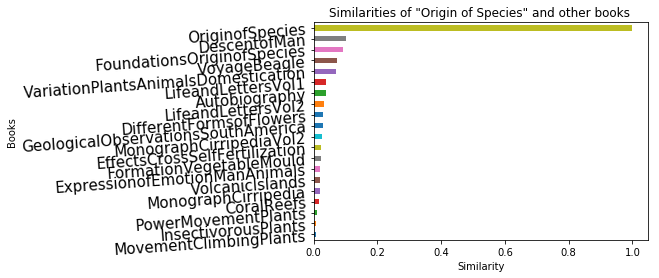 Similarities of "Origin of Species" and other books
OriginofSpecies
DescentofMan
FoundationsOriginofSpecies
VoyageBeagle
VariationPlantsAnimalsDomestication
LifeandLettersVol1
Autobiography
LifeandLettersVol2
DifferentFormsofFlowers
GeologicalObservationsSouthAmerica
MonographCirripediaVol2
EffectsCrossSelfFertilization
FormationVegetableMould
ExpressionofEmotionManAnimals
VolcanicIslands
MonographCirripedia
CoralReefs
PowerMovementPlants
InsectivorousPlants
MovementClimbingPlants
Books
0.0 0.2 0.4 0.6 0.8 1.0
Similarity